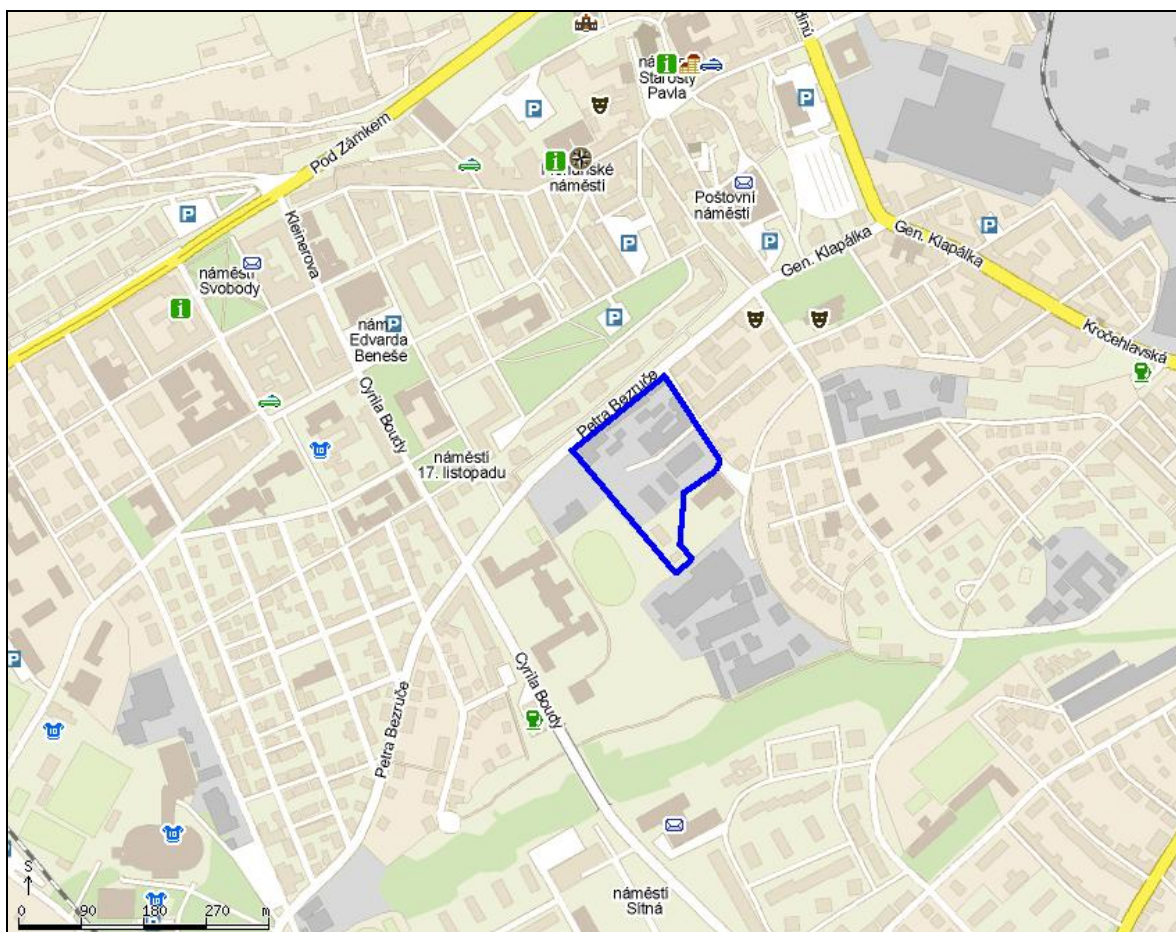 dinů
náměstí
Starosty
Pavla
Pod Zámkem
náměstí
Poštovní
náměstí
Kleinerova
Gen. Klapálka
Gen. Klapálka
náměstí
Svobody
nám.
Edvarda
Beneše
Kročehlavská
Cyrila Boudy
Petra Bezruče
náměstí
17. listopadu
Cyrila Boudy
Petra Bezruče
náměstí
Sítná
S
0 90 180 270 m